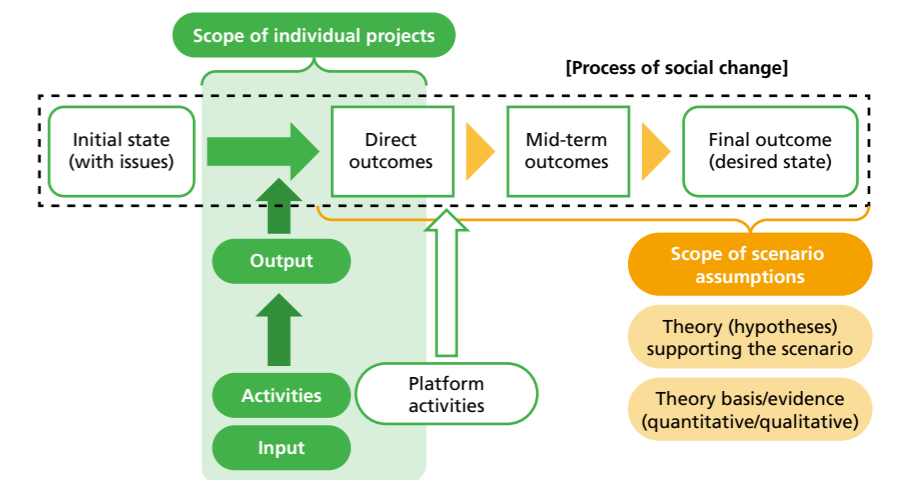 Scope of individual projects
[Process of social change]
Initial state
(with issues)
Direct
outcomes
Mid-term
outcomes
Final outcome
(desired state)
Output
Scope of scenario
assumptions
Theory (hypotheses)
supporting the scenario
Platform
activities
Activities
Theory basis/evidence
(quantitative/qualitative)
Input